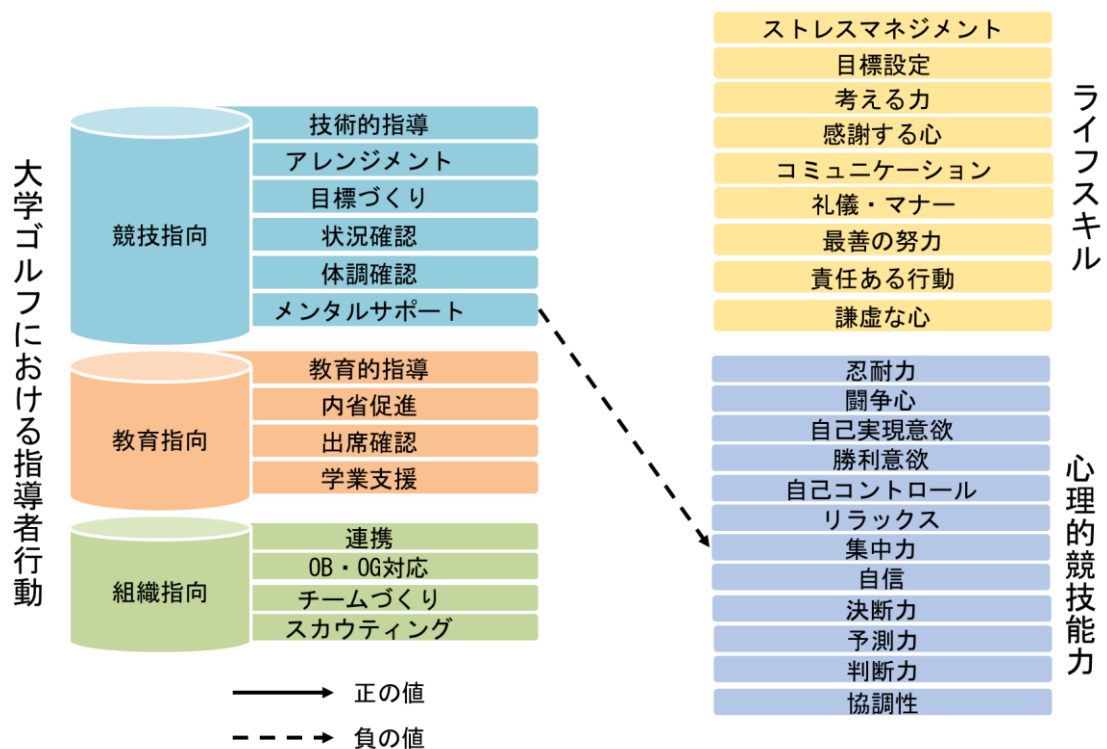 大学ゴルフにおける指導者行動
競技指向
技術的指導
アレンジメント
目標づくり
状況確認
体調確認
メンタルサポート
教育指向
教育的指導
内省促進
出席確認
学業支援
組織指向
連携
OB・OG対応
チームづくり
スカウティング
正の値
負の値
ストレスマネジメント
目標設定
考える力
感謝する心
コミュニケーション
礼儀・マナー
最善の努力
責任ある行動
謙虚な心
ライフスキル
忍耐力
闘争心
自己実現意欲
勝利意欲
自己コントロール
リラックス
集中力
自信
決断力
予測力
判断力
協調性
心理的競技能力